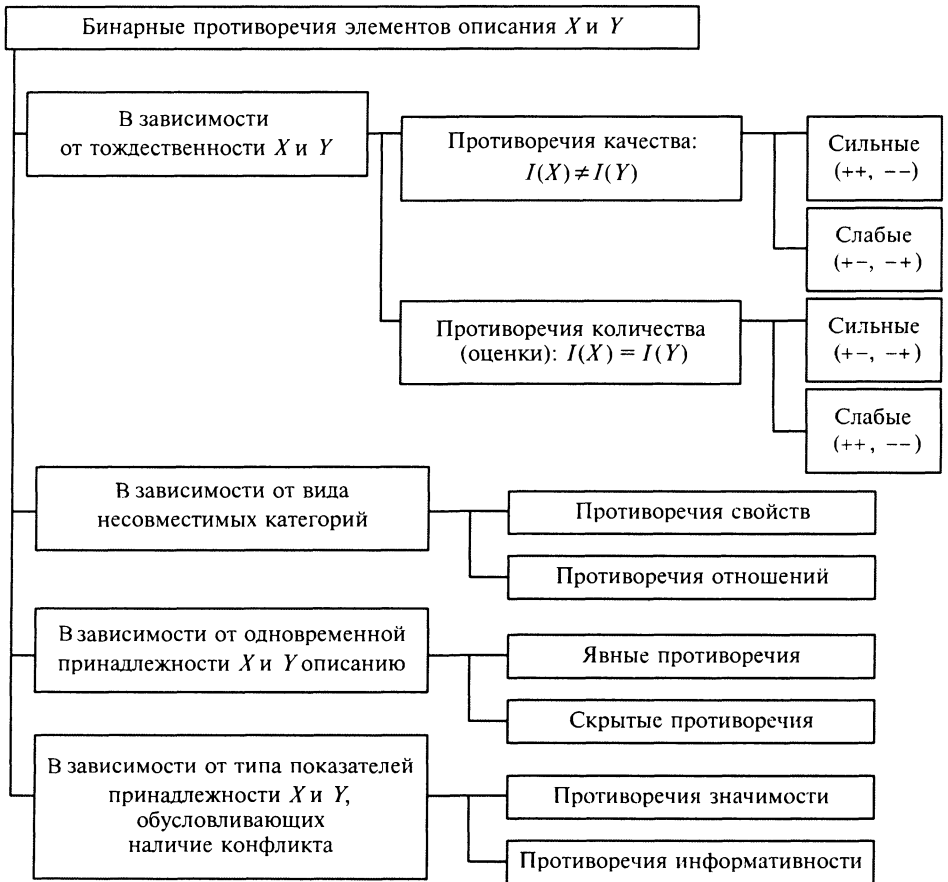 Бинарные противоречия элементов описания X и Y
В зависимости
от тождественности X и Y
Противоречия качества:
I(X)≠I(Y)
Сильные
(++, −−)
Слабые
(+−, −+)
Противоречия количества
(оценки): I(X) = I(Y)
Сильные
(+−, −+)
Слабые
(++, −−)
В зависимости от вида
несовместимых категорий
Противоречия свойств
Противоречия отношений
В зависимости от одновременной
принадлежности X и Y описанию
Явные противоречия
Скрытые противоречия
В зависимости от типа показателей
принадлежности X и Y,
обусловливающих
наличие конфликта
Противоречия значимости
Противоречия информативности